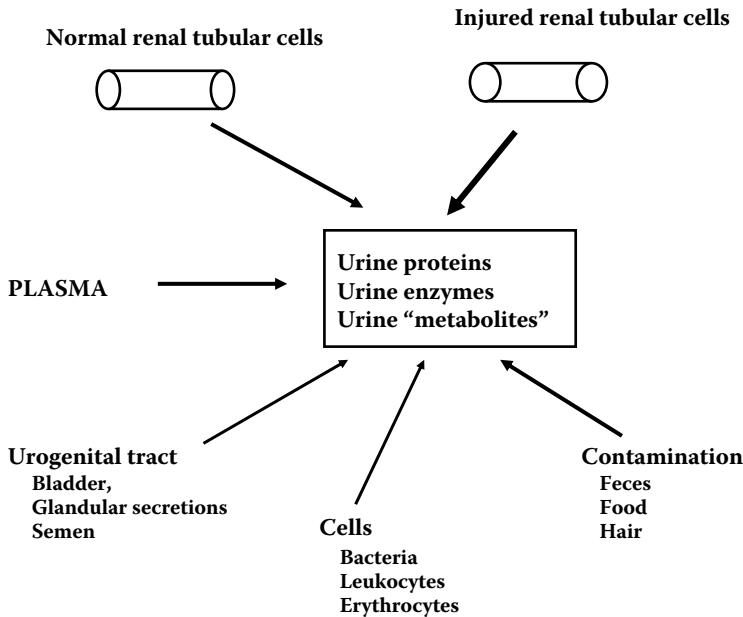 Normal renal tubular cells
Injured renal tubular cells
PLASMA
Urine proteins
Urine enzymes
Urine “metabolites”
Urogenital tract
Bladder,
Glandular secretions
Semen
Cells
Bacteria
Leukocytes
Erythrocytes
Contamination
Feces
Food
Hair